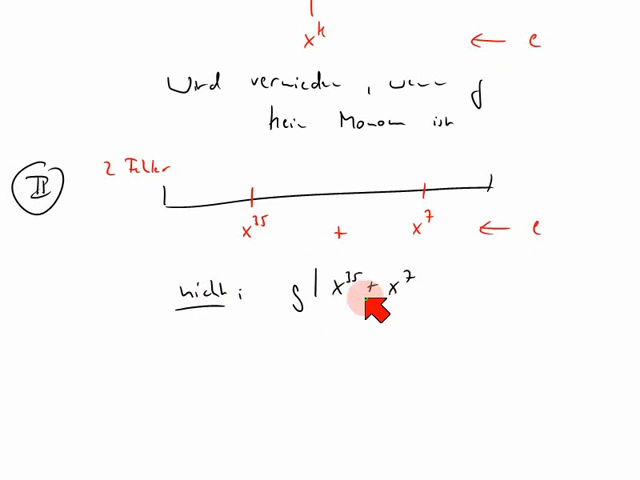 x^k ← e
Wird vermieden, wenn g
kein Monom ist
II 2 Fehler
x^35 + x^7 ← e
nicht: g | x^35 + x^7